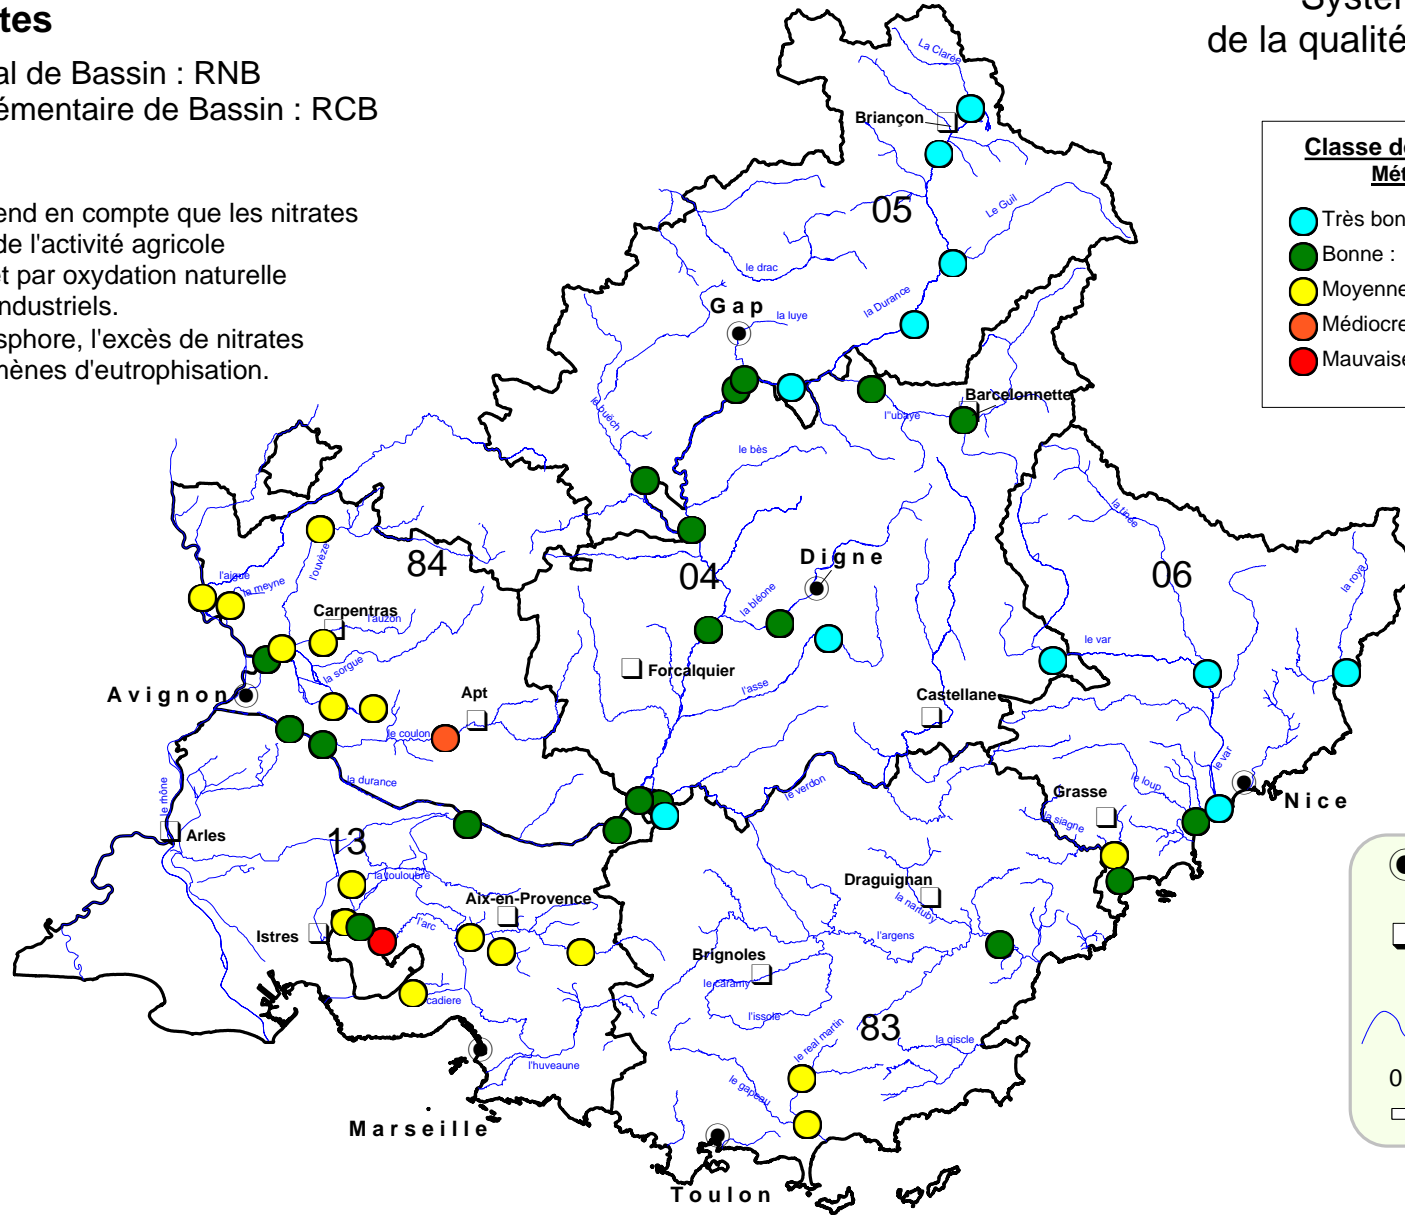 tes
al de Bassin : RNB
émentaire de Bassin : RCB
end en compte que les nitrates
de l'activité agricole
et par oxydation naturelle
industriels.
sphore, l'excès de nitrates
mènes d'eutrophisation.
Systèm
de la qualité
Classe de
Mét
Très bon
Bonne :
Moyenne
Médiocre
Mauvaise
La Clarée
Briançon
05
Le Guil
le drac
Gap
la luye
la Durance
le buëch
Barcelonnette
l"ubaye
le bès
la tinée
l'ouvèze
84
Digne
04
06
l'aigue
la meyne
la bléone
la roya
Carpentras
l'auzon
le var
la sorgue
Forcalquier
Avignon
Apt
l'asse
Castellane
le coulon
la durance
le verdon
le var
le loup
Grasse
Nice
le rhône
la siagne
Arles
13
la touloubre
Draguignan
Aix-en-Provence
la nartuby
l'arc
Istres
l'argens
Brignoles
le caramy
cadiere
l'issole
83
le real martin
la giscle
l'huveaune
le gapeau
Marseille
Toulon
0